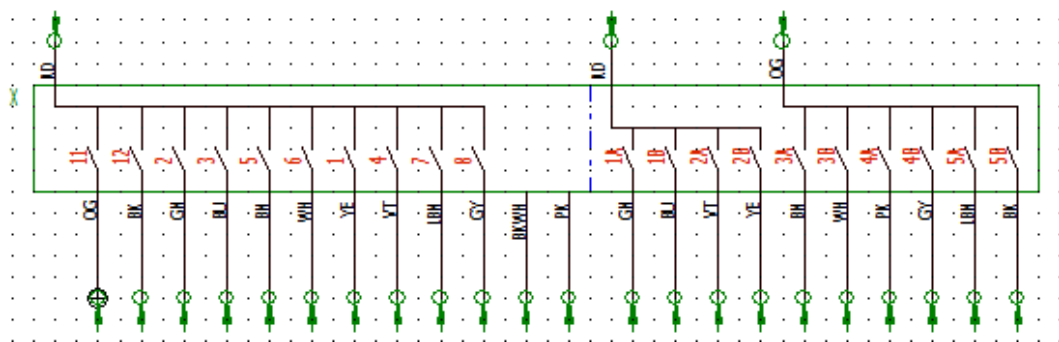 RD RD OG
11 12 2 3 5 6 1 4 7 8 1A 1B 2A 2B 3A 3B 4A 4B 5A 5B
OG BK GN BU BN WH YE VT LBN GY BKWH PK GN BU VT YE BN WH PK GY LBN BK